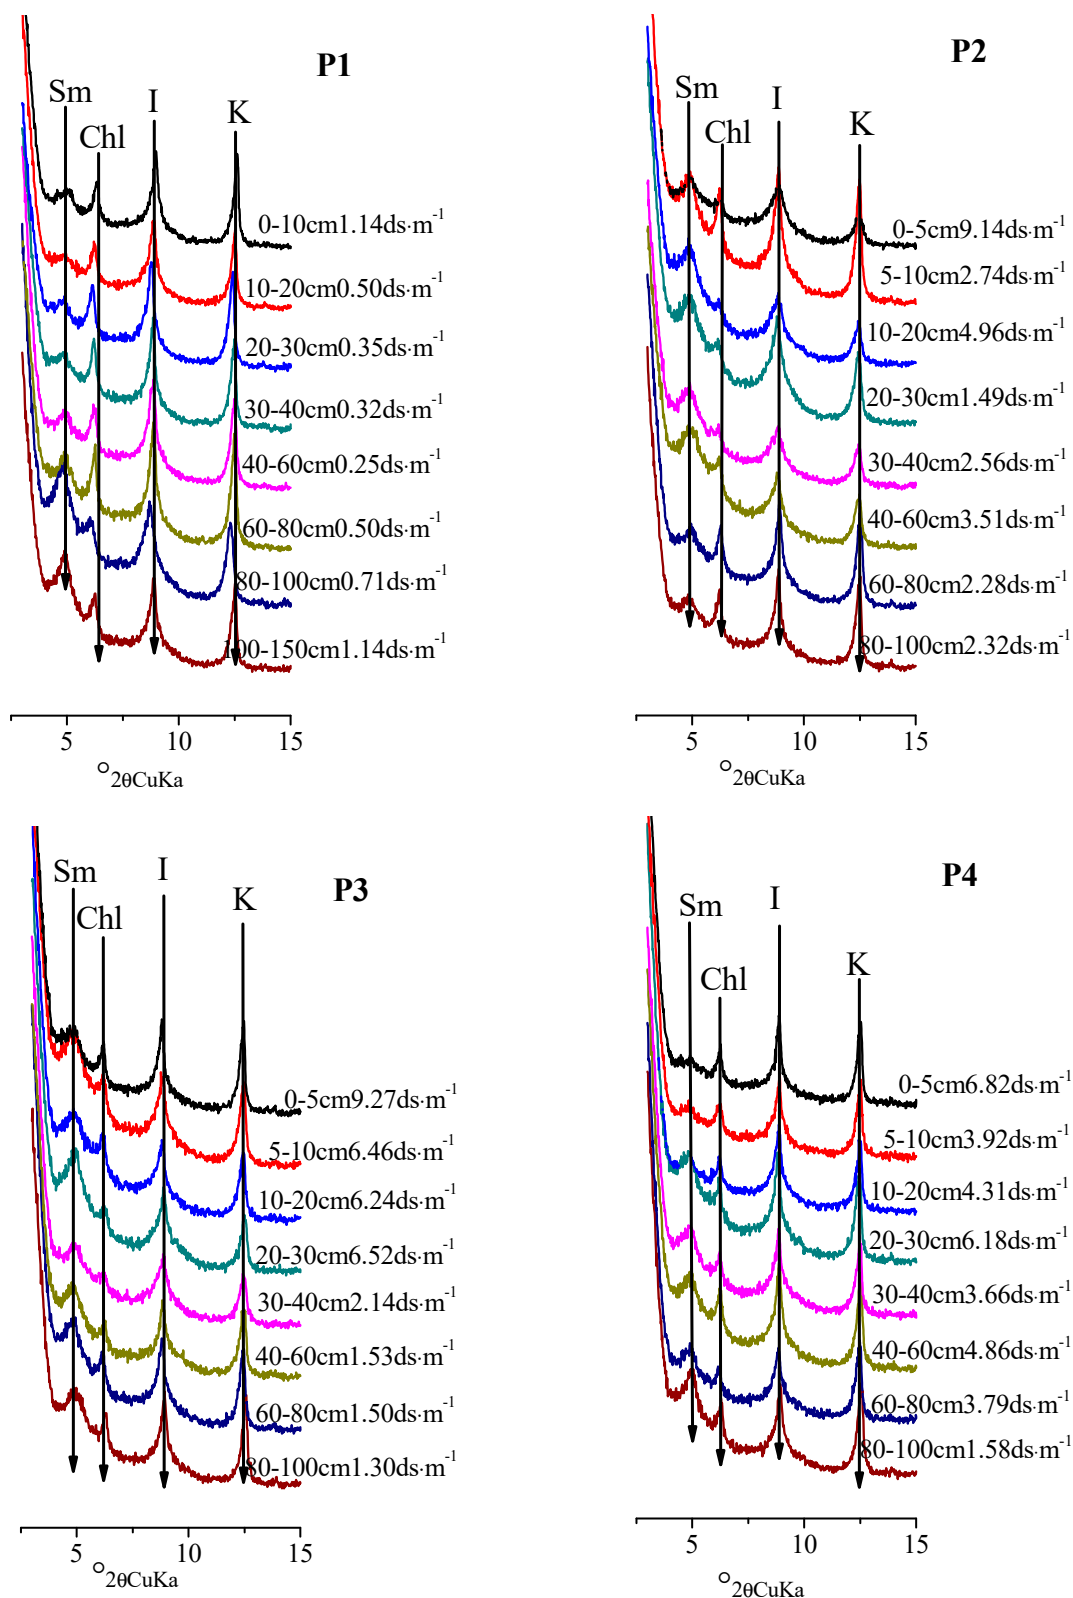 P1
Sm
I
Chl
K
0-10cm1.14ds·m-1
10-20cm0.50ds·m-1
20-30cm0.35ds·m-1
30-40cm0.32ds·m-1
40-60cm0.25ds·m-1
60-80cm0.50ds·m-1
80-100cm0.71ds·m-1
100-150cm1.14ds·m-1
5 10 15
°2θCuKa
P2
Sm
I
Chl
K
0-5cm9.14ds·m-1
5-10cm2.74ds·m-1
10-20cm4.96ds·m-1
20-30cm1.49ds·m-1
30-40cm2.56ds·m-1
40-60cm3.51ds·m-1
60-80cm2.28ds·m-1
80-100cm2.32ds·m-1
5 10 15
°2θCuKa
P3
Sm
I
Chl
K
0-5cm9.27ds·m-1
5-10cm6.46ds·m-1
10-20cm6.24ds·m-1
20-30cm6.52ds·m-1
30-40cm2.14ds·m-1
40-60cm1.53ds·m-1
60-80cm1.50ds·m-1
80-100cm1.30ds·m-1
5 10 15
°2θCuKa
P4
Sm
I
Chl
K
0-5cm6.82ds·m-1
5-10cm3.92ds·m-1
10-20cm4.31ds·m-1
20-30cm6.18ds·m-1
30-40cm3.66ds·m-1
40-60cm4.86ds·m-1
60-80cm3.79ds·m-1
80-100cm1.58ds·m-1
5 10 15
°2θCuKa